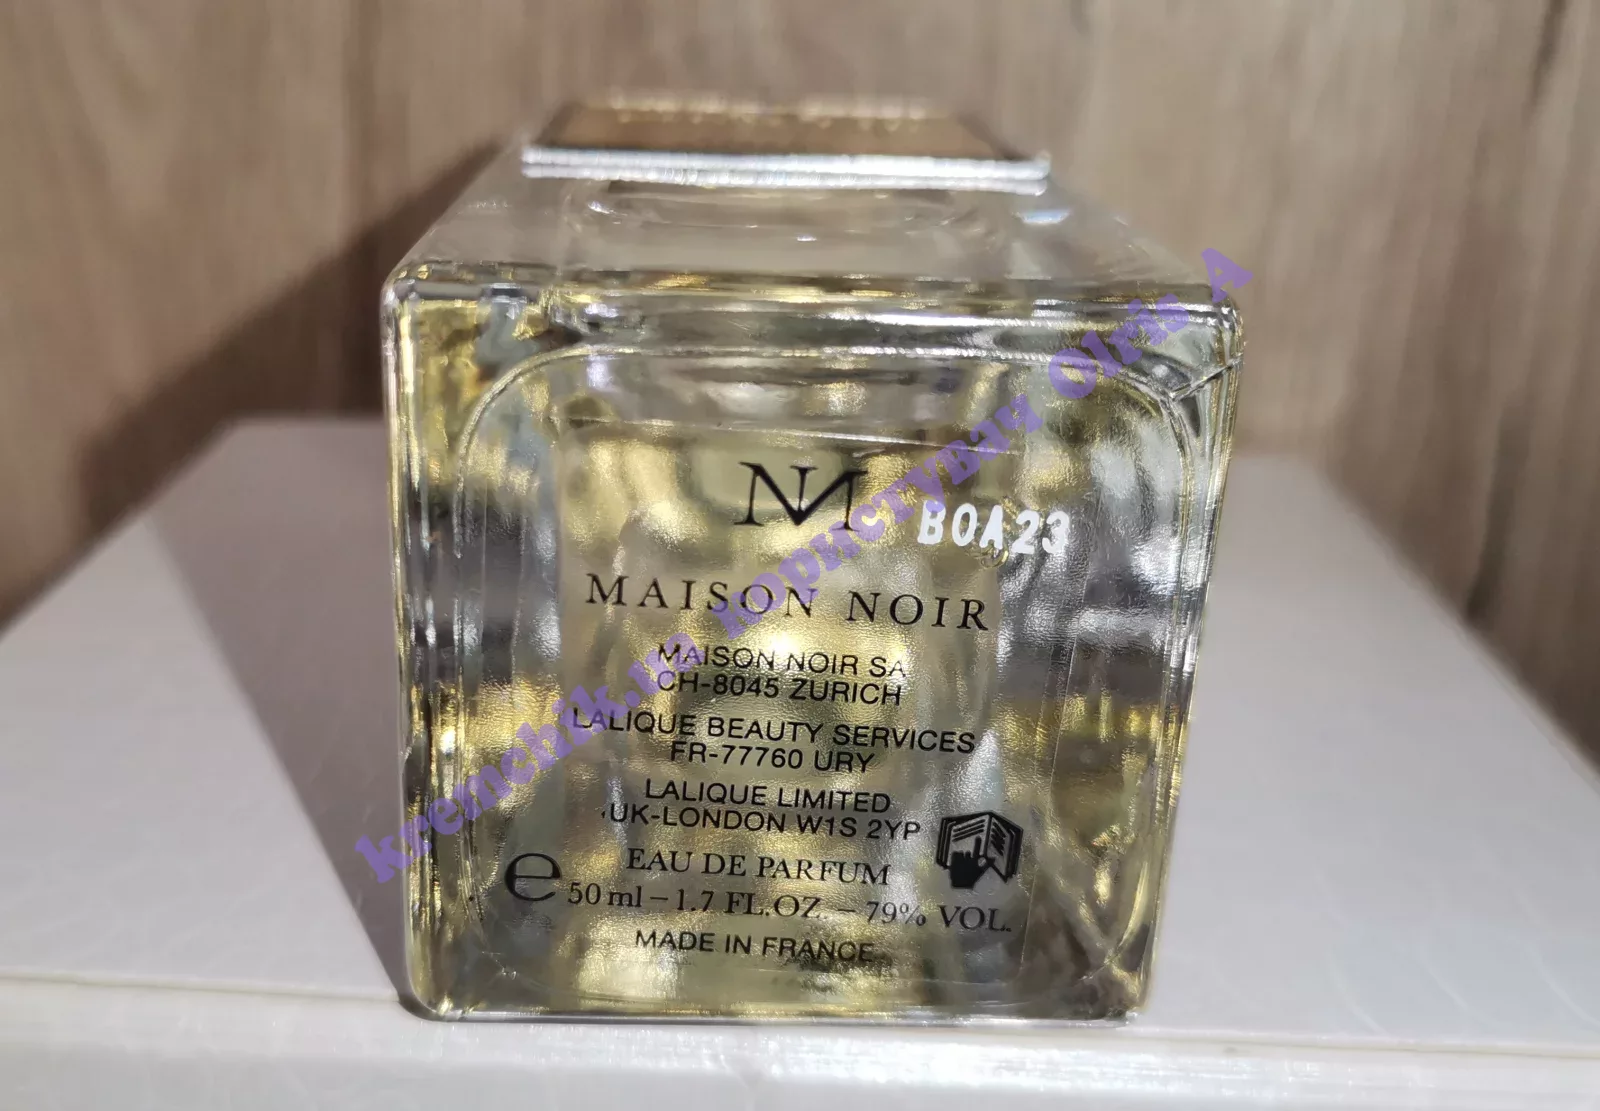 MN
B0A23
MAISON NOIR
MAISON NOIR SA
CH-8045 ZURICH
LALIQUE BEAUTY SERVICES
FR-77760 URY
LALIQUE LIMITED
UK-LONDON W1S 2YP
EAU DE PARFUM
e 50 ml – 1.7 FL.OZ. – 79% VOL.
MADE IN FRANCE
kremchik.ua користувач Olris A